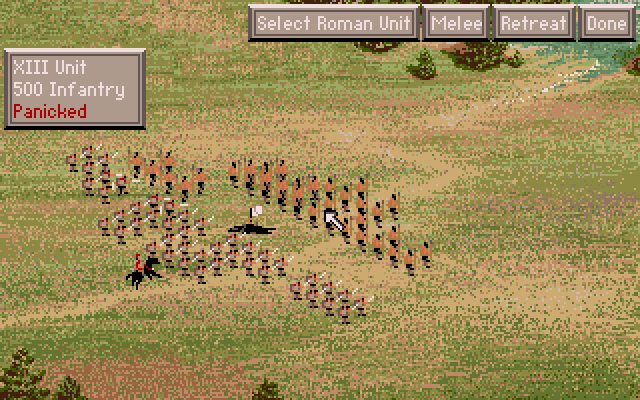 Select Roman Unit
Melee
Retreat
Done
XIII Unit
500 Infantry
Panicked